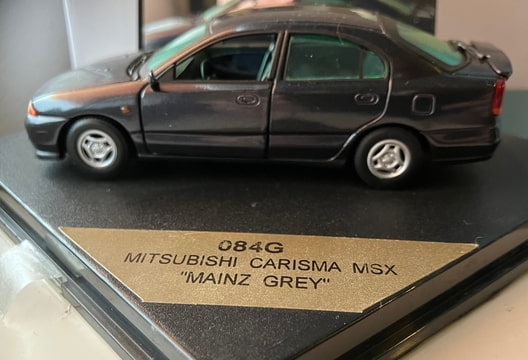 084G
MITSUBISHI CARISMA MSX
"MAINZ GREY"